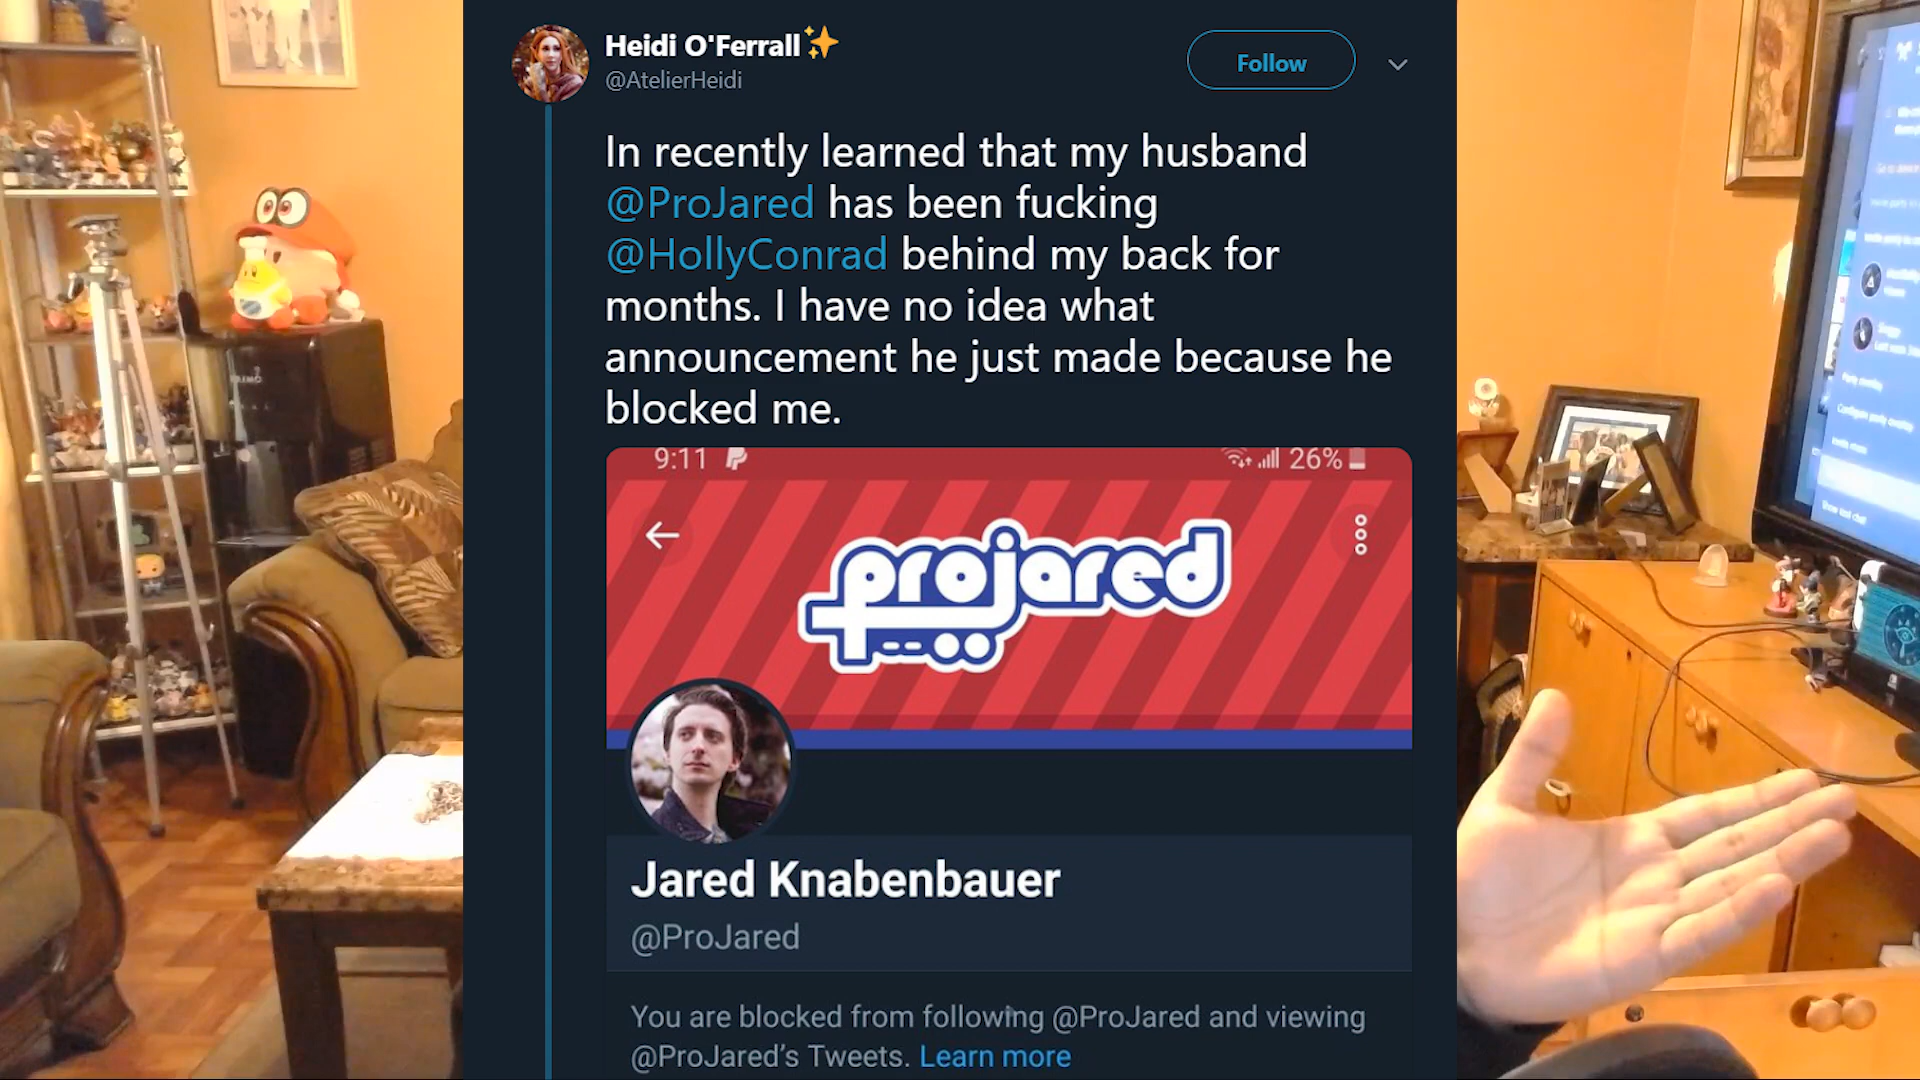 Heidi O'Ferrall✨
@AtelierHeidi
Follow
In recently learned that my husband
@ProJared has been fucking
@HollyConrad behind my back for
months. I have no idea what
announcement he just made because he
blocked me.
9:11
26%
projared
Jared Knabenbauer
@ProJared
You are blocked from following @ProJared and viewing
@ProJared's Tweets. Learn more